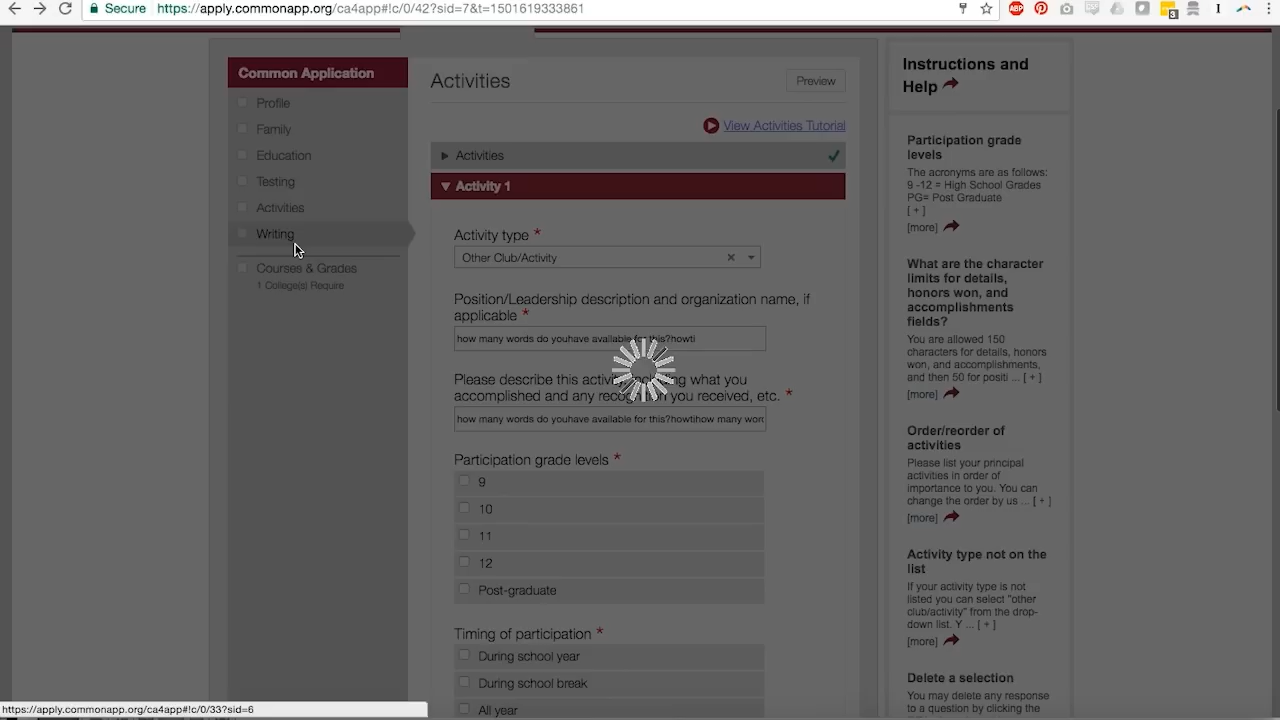 Secure https://apply.commonapp.org/ca4app#!c/0/42?sid=7&t=1501619333861
ABP
3
Common Application
Profile
Family
Education
Testing
Activities
Writing
Courses & Grades
1 College(s) Require
Activities
Preview
View Activities Tutorial
Activities
Activity 1
Activity type *
Other Club/Activity
Position/Leadership description and organization name, if
applicable *
how many words do youhave available for this?howti
Please describe this activity, including what you
accomplished and any recognition you received, etc. *
how many words do youhave available for this?howtihow many wor
Participation grade levels *
9
10
11
12
Post-graduate
Timing of participation *
During school year
During school break
All year
Instructions and
Help
Participation grade
levels
The acronyms are as follows:
9 -12 = High School Grades
PG= Post Graduate
[ + ]
[more]
What are the character
limits for details,
honors won, and
accomplishments
fields?
You are allowed 150
characters for details, honors
won, and accomplishments,
and then 50 for positi ... [ + ]
[more]
Order/reorder of
activities
Please list your principal
activities in order of
importance to you. You can
change the order by us ... [ + ]
[more]
Activity type not on the
list
If your activity type is not
listed you can select "other
club/activity" from the drop-
down list. Y ... [ + ]
[more]
Delete a selection
You may delete any response
to a question by clicking the
https://apply.commonapp.org/ca4app#!c/0/33?sid=6